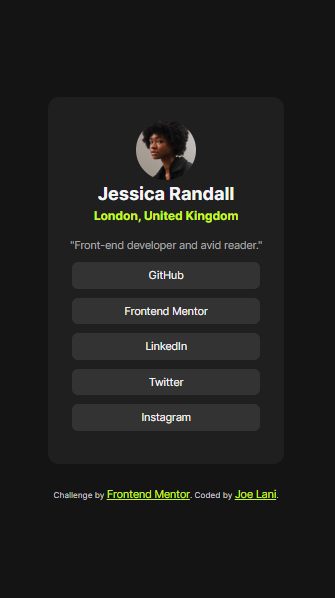 Jessica Randall
London, United Kingdom
"Front-end developer and avid reader."
GitHub
Frontend Mentor
LinkedIn
Twitter
Instagram
Challenge by Frontend Mentor. Coded by Joe Lani.